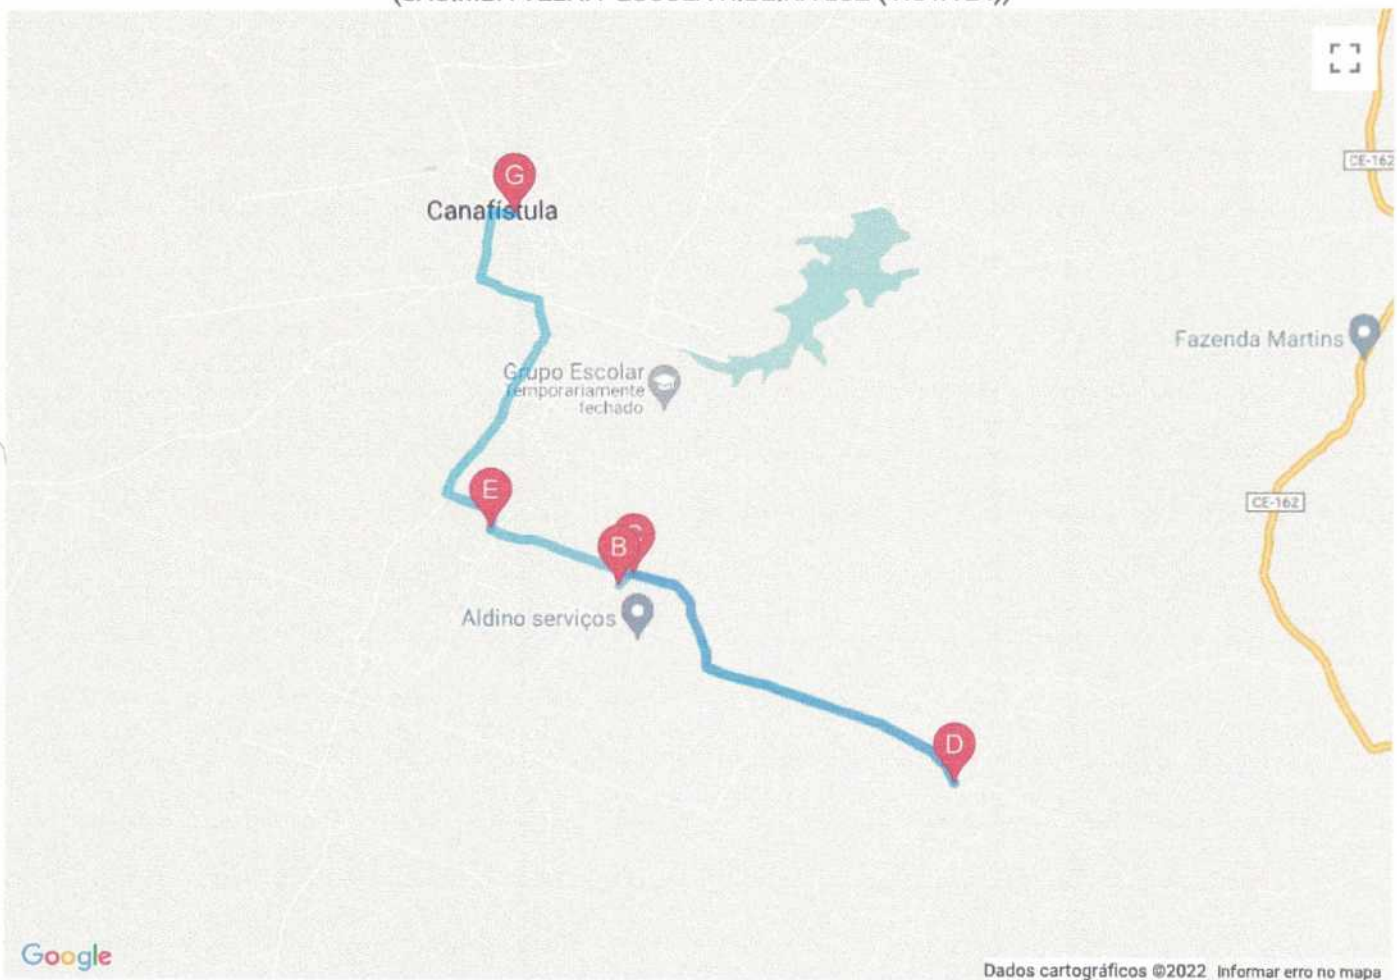 G
CE-162
Canafístula
Fazenda Martins
Grupo Escolar
Temporariamente
fechado
E
CE-162
B
Aldino serviços
D
Google
Dados cartográficos ©2022 Informar erro no mapa